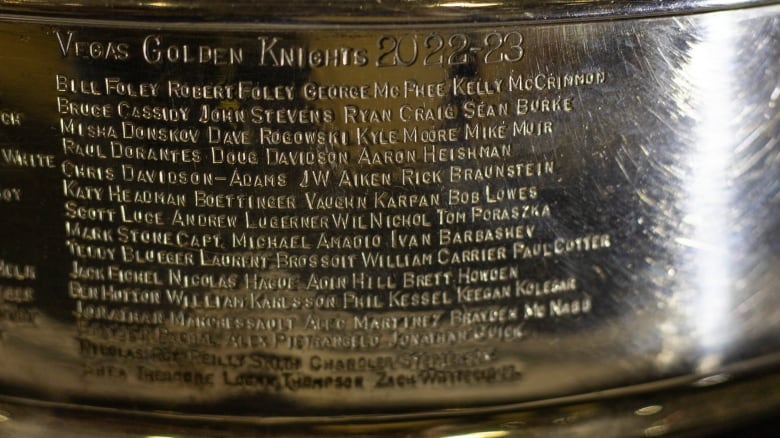 VEGAS GOLDEN KNIGHTS 2022-23
BILL FOLEY ROBERT FOLEY GEORGE MCPHEE KELLY MCCRIMMON
BRUCE CASSIDY JOHN STEVENS RYAN CRAIG SEAN BURKE
MISHA DONSKOV DAVE ROGOWSKI KYLE MOORE MIKE MUIR
WHITE RAUL DORANTES DOUG DAVIDSON AARON HEISHMAN
CHRIS DAVIDSON-ADAMS JW AIKEN RICK BRAUNSTEIN
KATY HEADMAN BOETTINGER VAUGHN KARPAN BOB LOWES
SCOTT LUCE ANDREW LUGERNER WIL NICHOL TOM PORASZKA
MARK STONE CAPT. MICHAEL AMADIO IVAN BARBASHEV
TEDDY BLUEGER LAURENT BROSSOIT WILLIAM CARRIER PAUL COTTER
JACK EICHEL NICOLAS HAGUE ADIN HILL BRETT HOWDEN
BEN HUTTON WILLIAM KARLSSON PHIL KESSEL KEEGAN KOLESAR
JONATHAN MARCHESSAULT ALEC MARTINEZ BRAYDEN MCNABB
ALEX PIETRANGELO JONATHAN QUICK
NICOLAS ROY REILLY SMITH CHANDLER STEPHENSON
SHEA THEODORE LOGAN THOMPSON ZACH